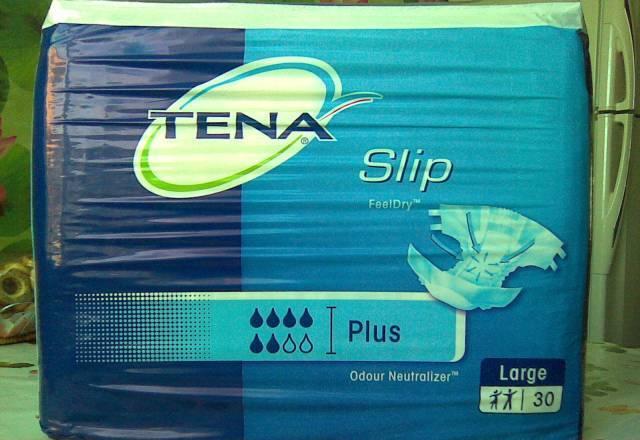 TENA®
Slip
FeelDry™
Plus
Odour Neutralizer™
Large
30